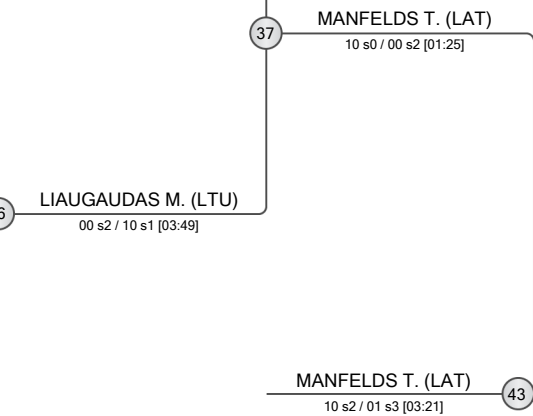 MANFELDS T. (LAT)
37
10 s0 / 00 s2 [01:25]
LIAUGAUDAS M. (LTU)
00 s2 / 10 s1 [03:49]
MANFELDS T. (LAT)
43
10 s2 / 01 s3 [03:21]